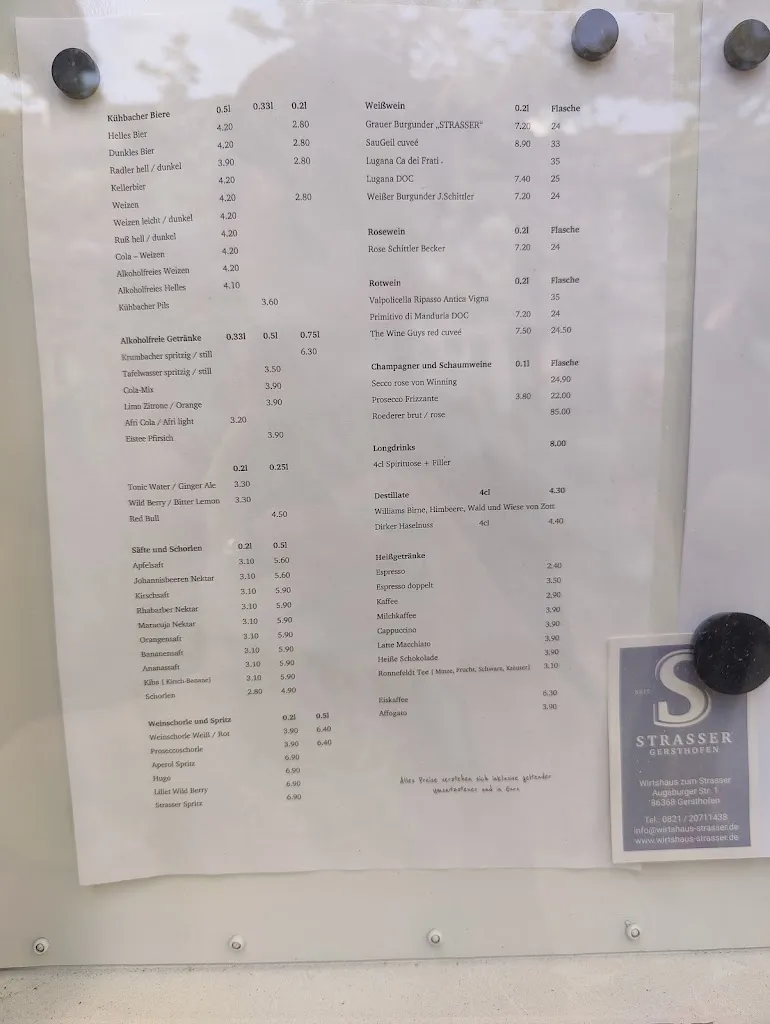 Kühbacher Biere 0.5l 0.33l 0.2l
Helles Bier 4.20 2.80
Dunkles Bier 4.20 2.80
Radler hell / dunkel 3.90 2.80
Kellerbier 4.20
Weizen 4.20 2.80
Weizen leicht / dunkel 4.20
Ruß hell / dunkel 4.20
Cola – Weizen 4.20
Alkoholfreies Weizen 4.20
Alkoholfreies Helles 4.10
Kühbacher Pils 3.60
Alkoholfreie Getränke 0.33l 0.5l 0.75l
Krumbacher spritzig / still 6.30
Tafelwasser spritzig / still 3.50
Cola-Mix 3.90
Limo Zitrone / Orange 3.90
Afri Cola / Afri light 3.20
Eistee Pfirsich 3.90
0.2l 0.25l
Tonic Water / Ginger Ale 3.30
Wild Berry / Bitter Lemon 3.30
Red Bull 4.50
Säfte und Schorlen 0.2l 0.5l
Apfelsaft 3.10 5.60
Johannisbeeren Nektar 3.10 5.60
Kirschsaft 3.10 5.90
Rhabarber Nektar 3.10 5.90
Maracuja Nektar 3.10 5.90
Orangensaft 3.10 5.90
Bananensaft 3.10 5.90
Ananassaft 3.10 5.90
Kiba ( Kirsch-Banane) 3.10 5.90
Schorlen 2.80 4.90
Weinschorle und Spritz 0.2l 0.5l
Weinschorle Weiß / Rot 3.90 6.40
Proseccoschorle 3.90 6.40
Aperol Spritz 6.90
Hugo 6.90
Lillet Wild Berry 6.90
Strasser Spritz 6.90
Weißwein 0.2l Flasche
Grauer Burgunder „STRASSER“ 7.20 24
SauGeil cuveé 8.90 33
Lugana Ca dei Frati . 35
Lugana DOC 7.40 25
Weißer Burgunder J.Schittler 7.20 24
Rosewein 0.2l Flasche
Rose Schittler Becker 7.20 24
Rotwein 0.2l Flasche
Valpolicella Ripasso Antica Vigna 35
Primitivo di Manduria DOC 7.20 24
The Wine Guys red cuveé 7.50 24.50
Champagner und Schaumweine 0.1l Flasche
Secco rose von Winning 24.90
Prosecco Frizzante 3.80 22.00
Roederer brut / rose 85.00
Longdrinks 8.00
4cl Spirituose + Filler
Destillate 4cl 4.30
Williams Birne, Himbeere, Wald und Wiese von Zott
Dirker Haselnuss 4cl 4.40
Heißgetränke
Espresso 2.40
Espresso doppelt 3.50
Kaffee 2.90
Milchkaffee 3.90
Cappuccino 3.90
Latte Macchiato 3.90
Heiße Schokolade 3.90
Ronnefeldt Tee ( Minze, Frucht, Schwarz, Kräuter) 3.10
Eiskaffee 6.30
Affogato 3.90
Alles Preise verstehen sich inklusive geltender
Umsatzsteuer und in Euro
S
STRASSER
GERSTHOFEN
Wirtshaus zum Strasser
Augsburger Str. 1
86368 Gersthofen
Tel.: 0821 / 20711438
info@wirtshaus-strasser.de
www.wirtshaus-strasser.de